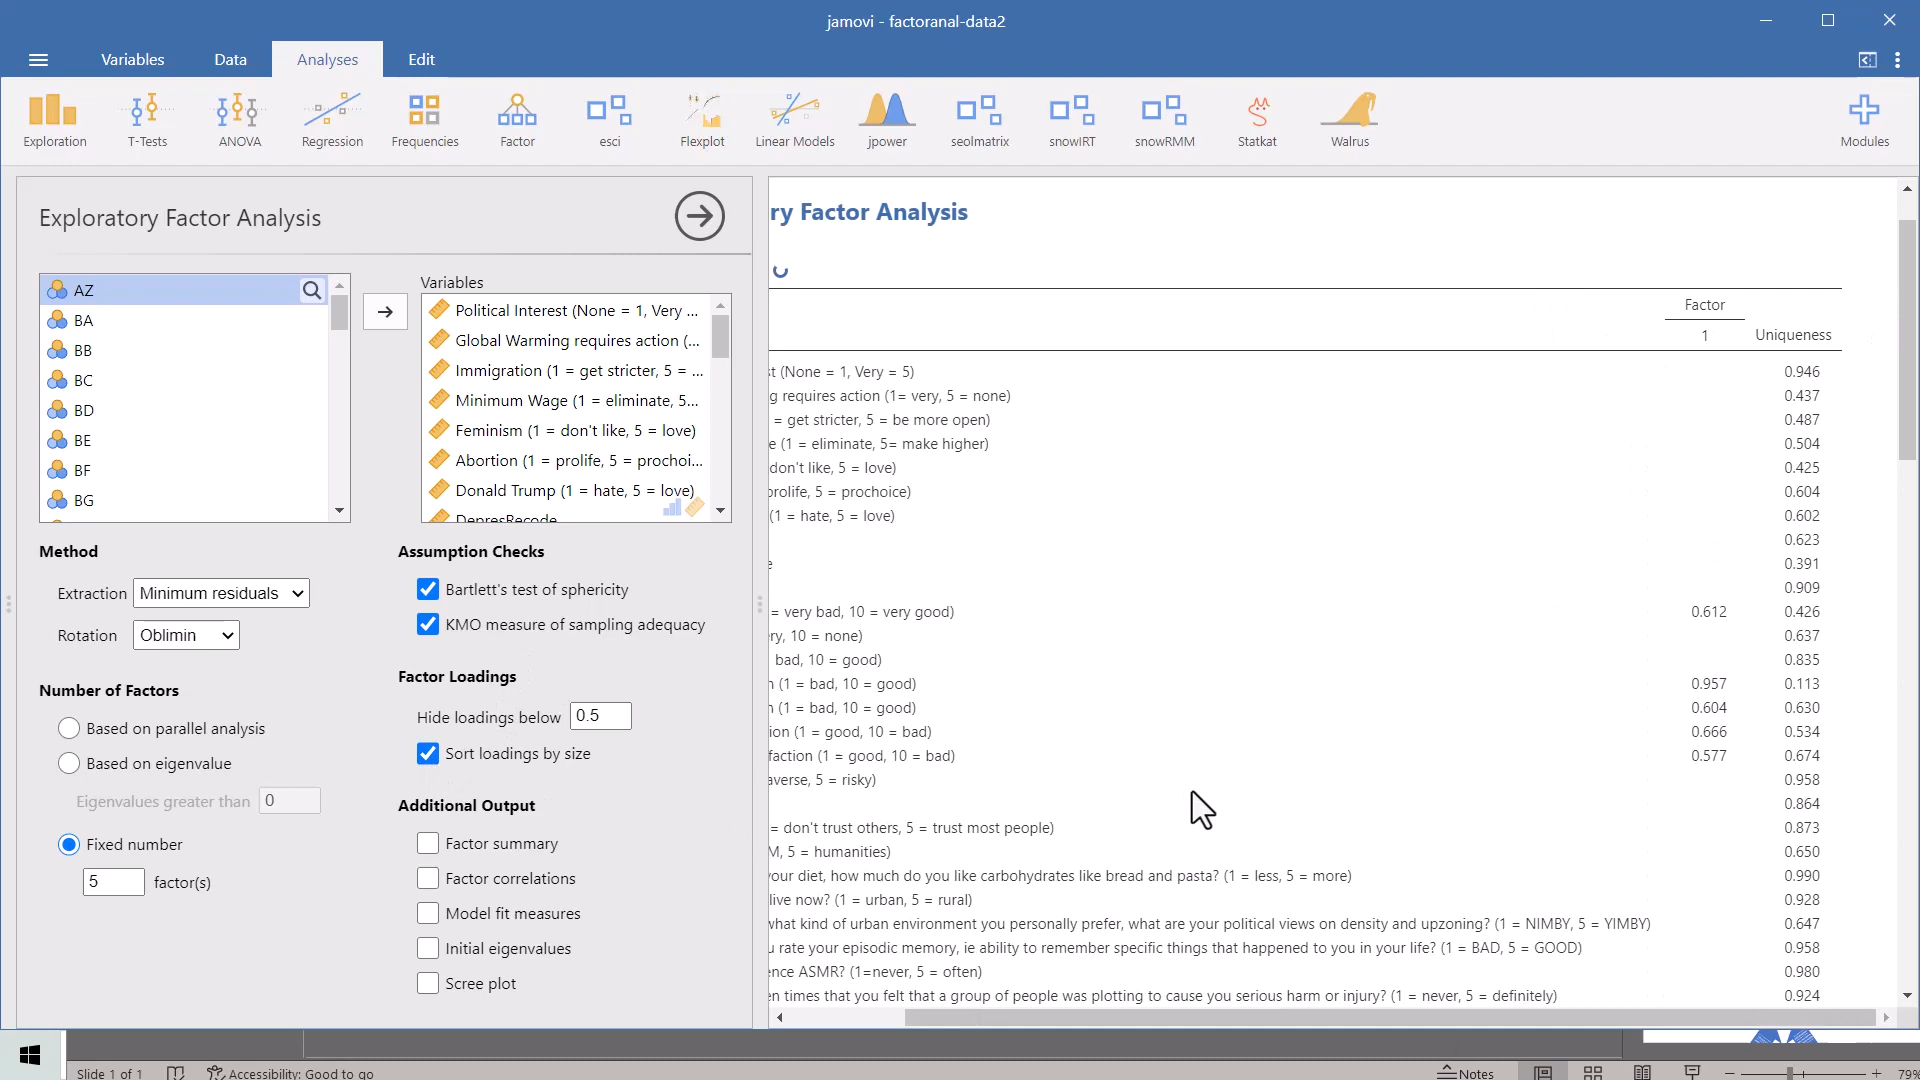 jamovi - factoranal-data2
Variables
Data
Analyses
Edit
Exploration
T-Tests
ANOVA
Regression
Frequencies
Factor
esci
Flexplot
Linear Models
jpower
seolmatrix
snowIRT
snowRMM
Statkat
Walrus
Modules
Exploratory Factor Analysis
AZ
BA
BB
BC
BD
BE
BF
BG
Variables
Political Interest (None = 1, Very ...
Global Warming requires action (...
Immigration (1 = get stricter, 5 = ...
Minimum Wage (1 = eliminate, 5...
Feminism (1 = don't like, 5 = love)
Abortion (1 = prolife, 5 = prochoi...
Donald Trump (1 = hate, 5 = love)
DepresRecode
Method
Extraction Minimum residuals
Rotation Oblimin
Number of Factors
Based on parallel analysis
Based on eigenvalue
Eigenvalues greater than 0
Fixed number
5 factor(s)
Assumption Checks
Bartlett's test of sphericity
KMO measure of sampling adequacy
Factor Loadings
Hide loadings below 0.5
Sort loadings by size
Additional Output
Factor summary
Factor correlations
Model fit measures
Initial eigenvalues
Scree plot
ry Factor Analysis
Factor
1 Uniqueness
st (None = 1, Very = 5) 0.946
g requires action (1= very, 5 = none) 0.437
= get stricter, 5 = be more open) 0.487
e (1 = eliminate, 5= make higher) 0.504
don't like, 5 = love) 0.425
prolife, 5 = prochoice) 0.604
(1 = hate, 5 = love) 0.602
0.623
e 0.391
0.909
= very bad, 10 = very good) 0.612 0.426
ry, 10 = none) 0.637
bad, 10 = good) 0.835
n (1 = bad, 10 = good) 0.957 0.113
n (1 = bad, 10 = good) 0.604 0.630
ion (1 = good, 10 = bad) 0.666 0.534
faction (1 = good, 10 = bad) 0.577 0.674
averse, 5 = risky) 0.958
0.864
= don't trust others, 5 = trust most people) 0.873
M, 5 = humanities) 0.650
your diet, how much do you like carbohydrates like bread and pasta? (1 = less, 5 = more) 0.990
live now? (1 = urban, 5 = rural) 0.928
what kind of urban environment you personally prefer, what are your political views on density and upzoning? (1 = NIMBY, 5 = YIMBY) 0.647
u rate your episodic memory, ie ability to remember specific things that happened to you in your life? (1 = BAD, 5 = GOOD) 0.958
ence ASMR? (1=never, 5 = often) 0.980
en times that you felt that a group of people was plotting to cause you serious harm or injury? (1 = never, 5 = definitely) 0.924
Slide 1 of 1
Accessibility: Good to go
Notes
79%